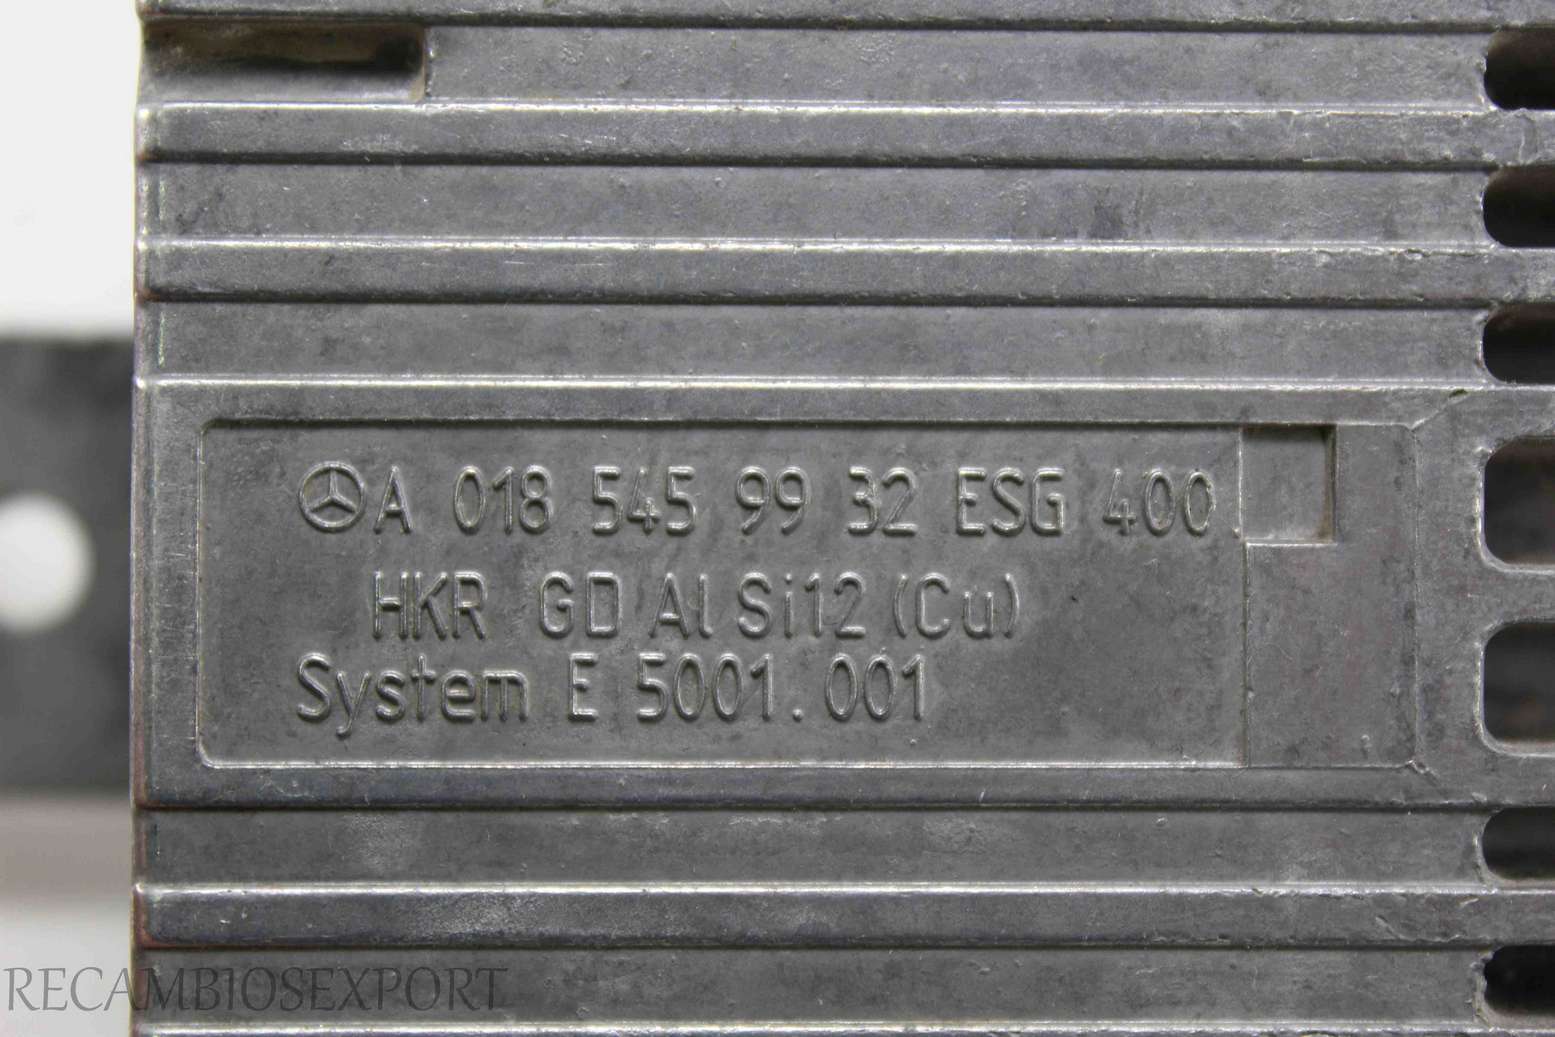 A 018 545 99 32 ESG 400
HKR GD Al Si12 (Cu)
System E 5001.001
RECAMBIOSEXPORT